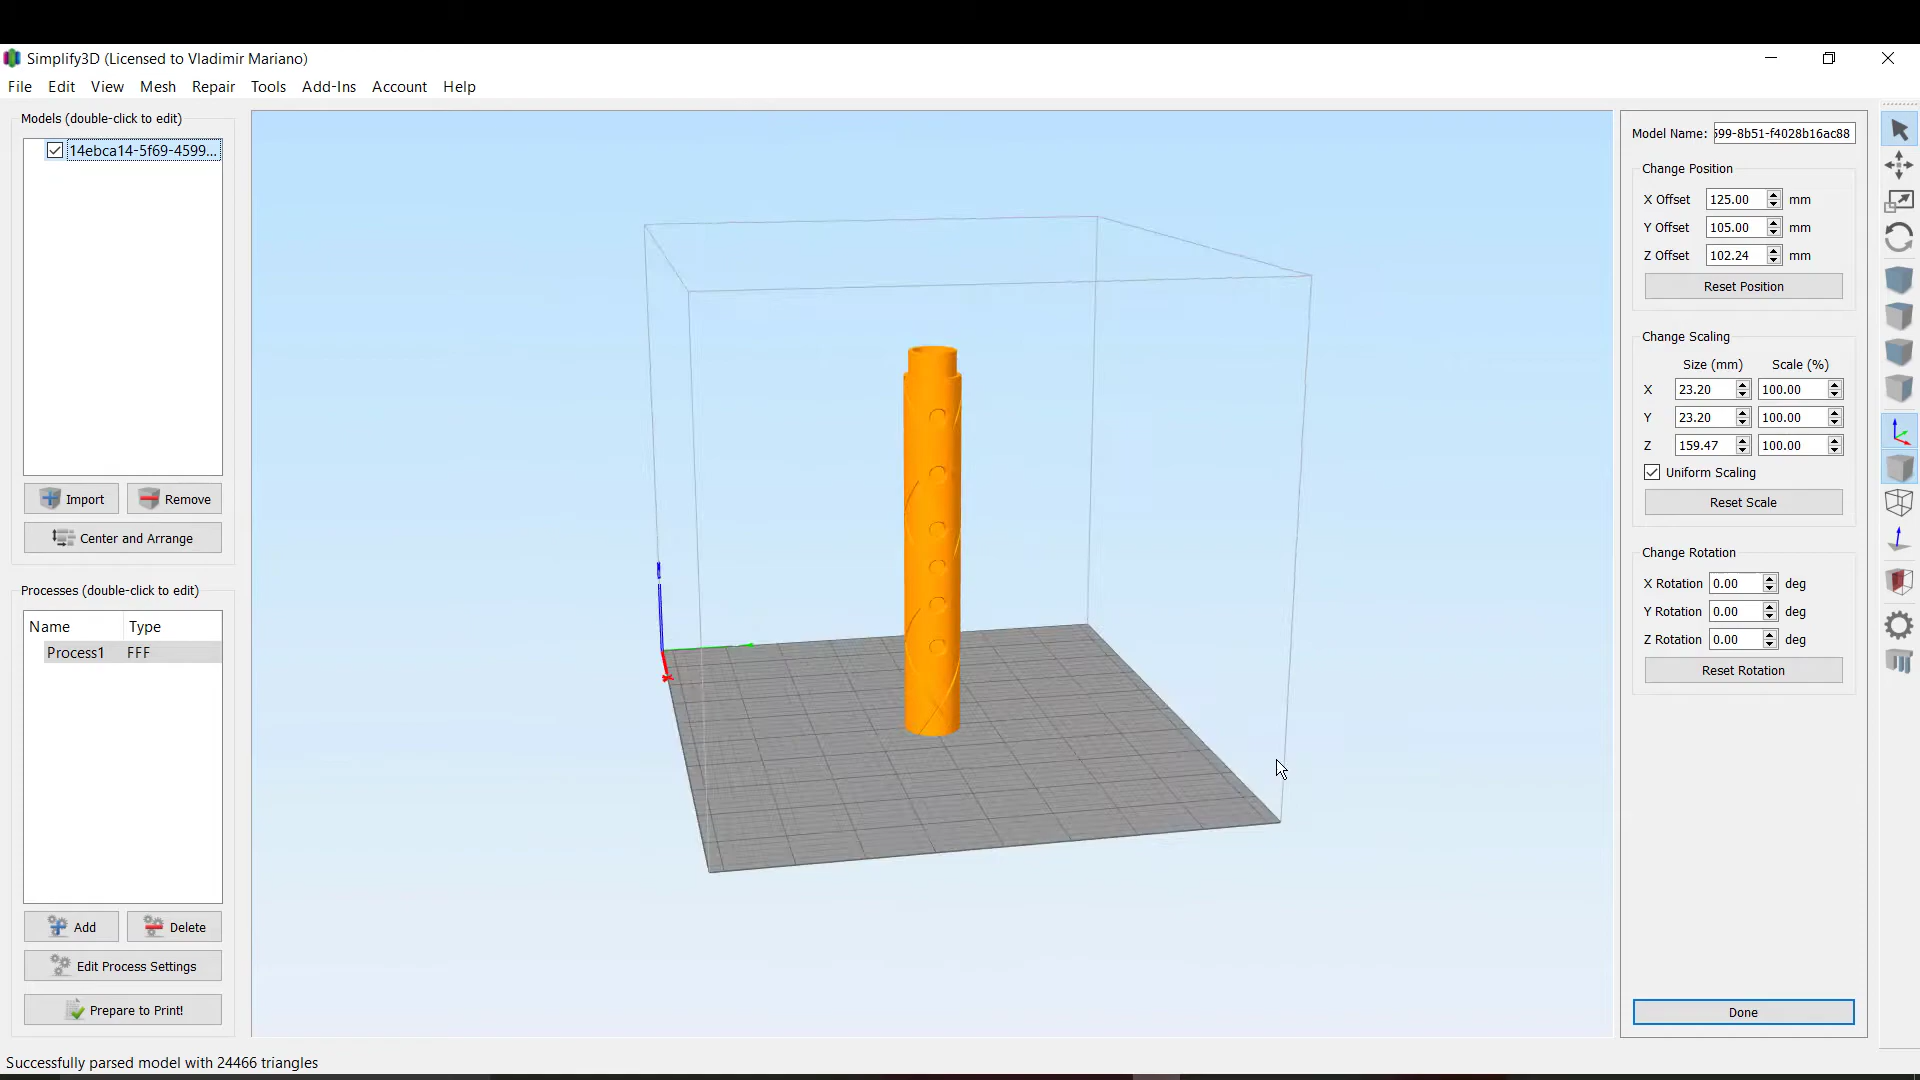 Simplify3D (Licensed to Vladimir Mariano)
File Edit View Mesh Repair Tools Add-Ins Account Help
Models (double-click to edit)
14ebca14-5f69-4599...
Import Remove
Center and Arrange
Processes (double-click to edit)
Name Type
Process1 FFF
Add Delete
Edit Process Settings
Prepare to Print!
Successfully parsed model with 24466 triangles
Model Name: 599-8b51-f4028b16ac88
Change Position
X Offset 125.00 mm
Y Offset 105.00 mm
Z Offset 102.24 mm
Reset Position
Change Scaling
Size (mm) Scale (%)
X 23.20 100.00
Y 23.20 100.00
Z 159.47 100.00
Uniform Scaling
Reset Scale
Change Rotation
X Rotation 0.00 deg
Y Rotation 0.00 deg
Z Rotation 0.00 deg
Reset Rotation
Done